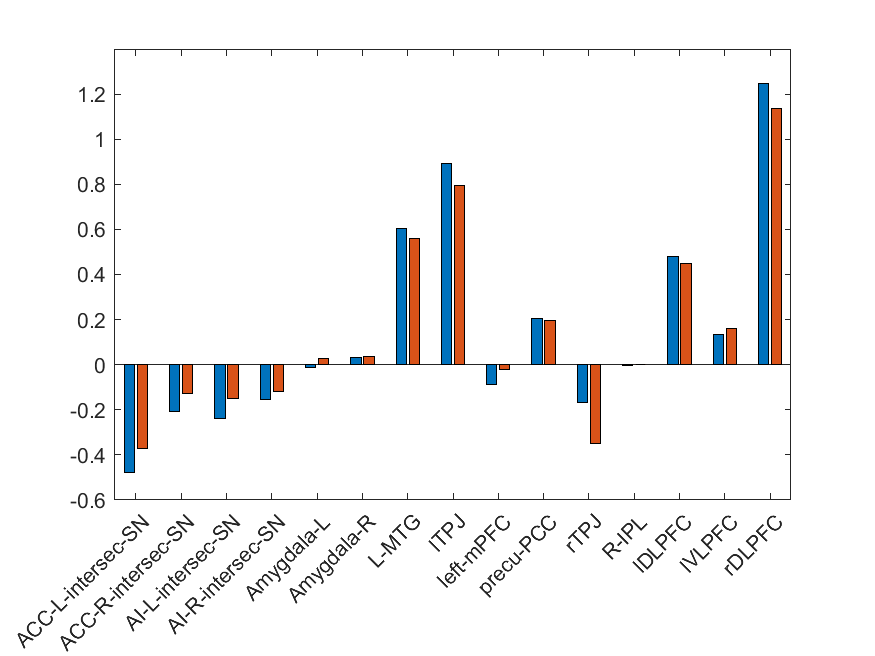 1.2
1
0.8
0.6
0.4
0.2
0
-0.2
-0.4
-0.6
ACC-L-intersec-SN
ACC-R-intersec-SN
AI-L-intersec-SN
AI-R-intersec-SN
Amygdala-L
Amygdala-R
L-MTG
lTPJ
left-mPFC
precu-PCC
rTPJ
R-IPL
lDLPFC
lVLPFC
rDLPFC